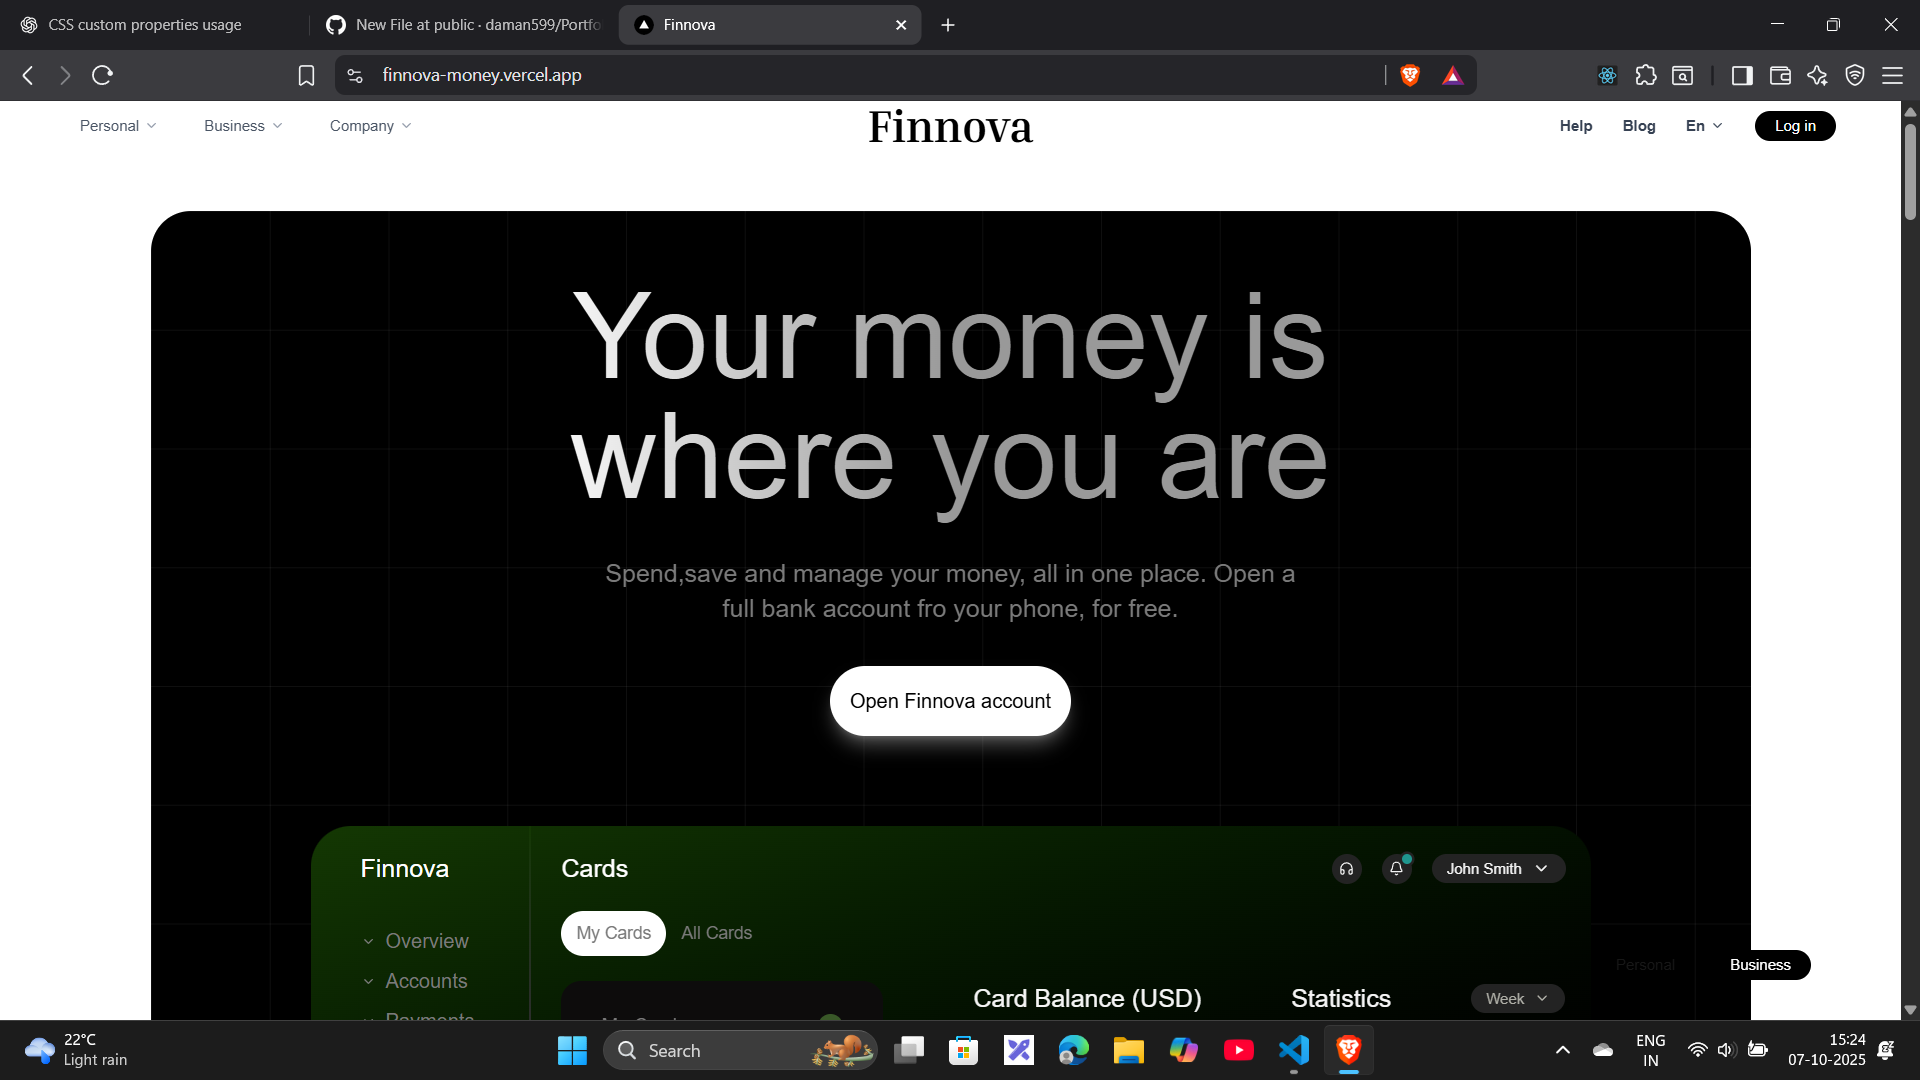 CSS custom properties usage
New File at public · daman599/Portfo
Finnova
finnova-money.vercel.app
Personal
Business
Company
Finnova
Help
Blog
En
Log in
Your money is
where you are
Spend,save and manage your money, all in one place. Open a
full bank account fro your phone, for free.
Open Finnova account
Finnova
Cards
John Smith
My Cards
All Cards
Overview
Accounts
Personal
Business
Card Balance (USD)
Statistics
Week
Payments
22°C
Light rain
Search
ENG
IN
15:24
07-10-2025